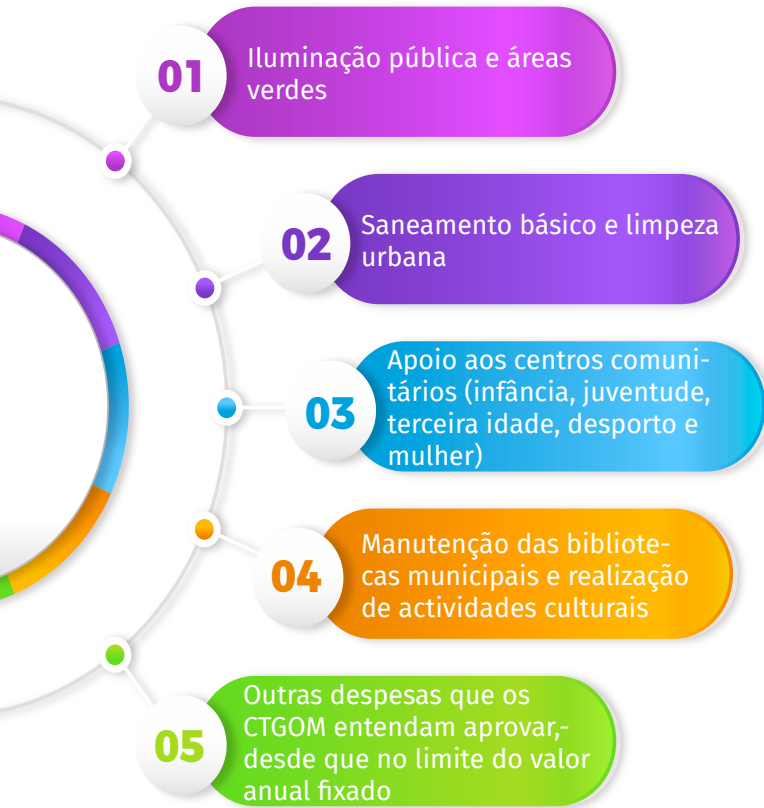 01
Iluminação pública e áreas
verdes
02
Saneamento básico e limpeza
urbana
03
Apoio aos centros comuni-
tários (infância, juventude,
terceira idade, desporto e
mulher)
04
Manutenção das bibliote-
cas municipais e realização
de actividades culturais
05
Outras despesas que os
CTGOM entendam aprovar,-
desde que no limite do valor
anual fixado